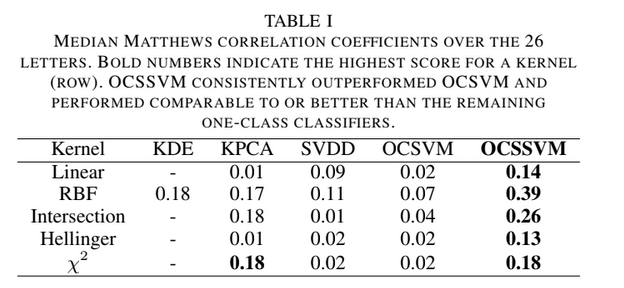 TABLE I
MEDIAN MATTHEWS CORRELATION COEFFICIENTS OVER THE 26
LETTERS. BOLD NUMBERS INDICATE THE HIGHEST SCORE FOR A KERNEL
(ROW). OCSSVM CONSISTENTLY OUTPERFORMED OCSVM AND
PERFORMED COMPARABLE TO OR BETTER THAN THE REMAINING
ONE-CLASS CLASSIFIERS.
Kernel KDE KPCA SVDD OCSVM OCSSVM
Linear - 0.01 0.09 0.02 0.14
RBF 0.18 0.17 0.11 0.07 0.39
Intersection - 0.18 0.01 0.04 0.26
Hellinger - 0.01 0.02 0.02 0.13
χ² - 0.18 0.02 0.02 0.18